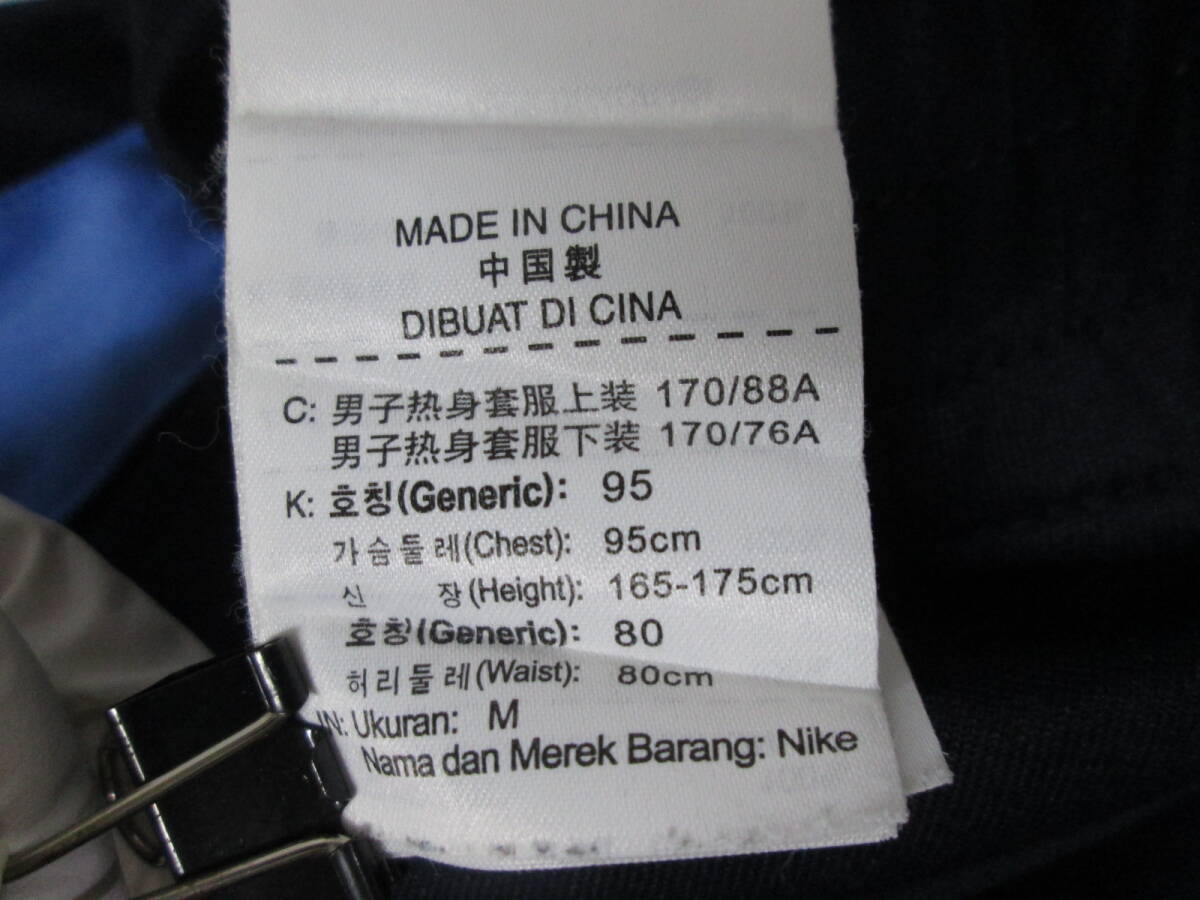 MADE IN CHINA
中国製
DIBUAT DI CINA
C: 男子热身套服上装 170/88A
男子热身套服下装 170/76A
K: 호칭(Generic): 95
가슴둘레(Chest): 95cm
신 장(Height): 165-175cm
호칭(Generic): 80
허리둘레(Waist): 80cm
IN: Ukuran: M
Nama dan Merek Barang: Nike